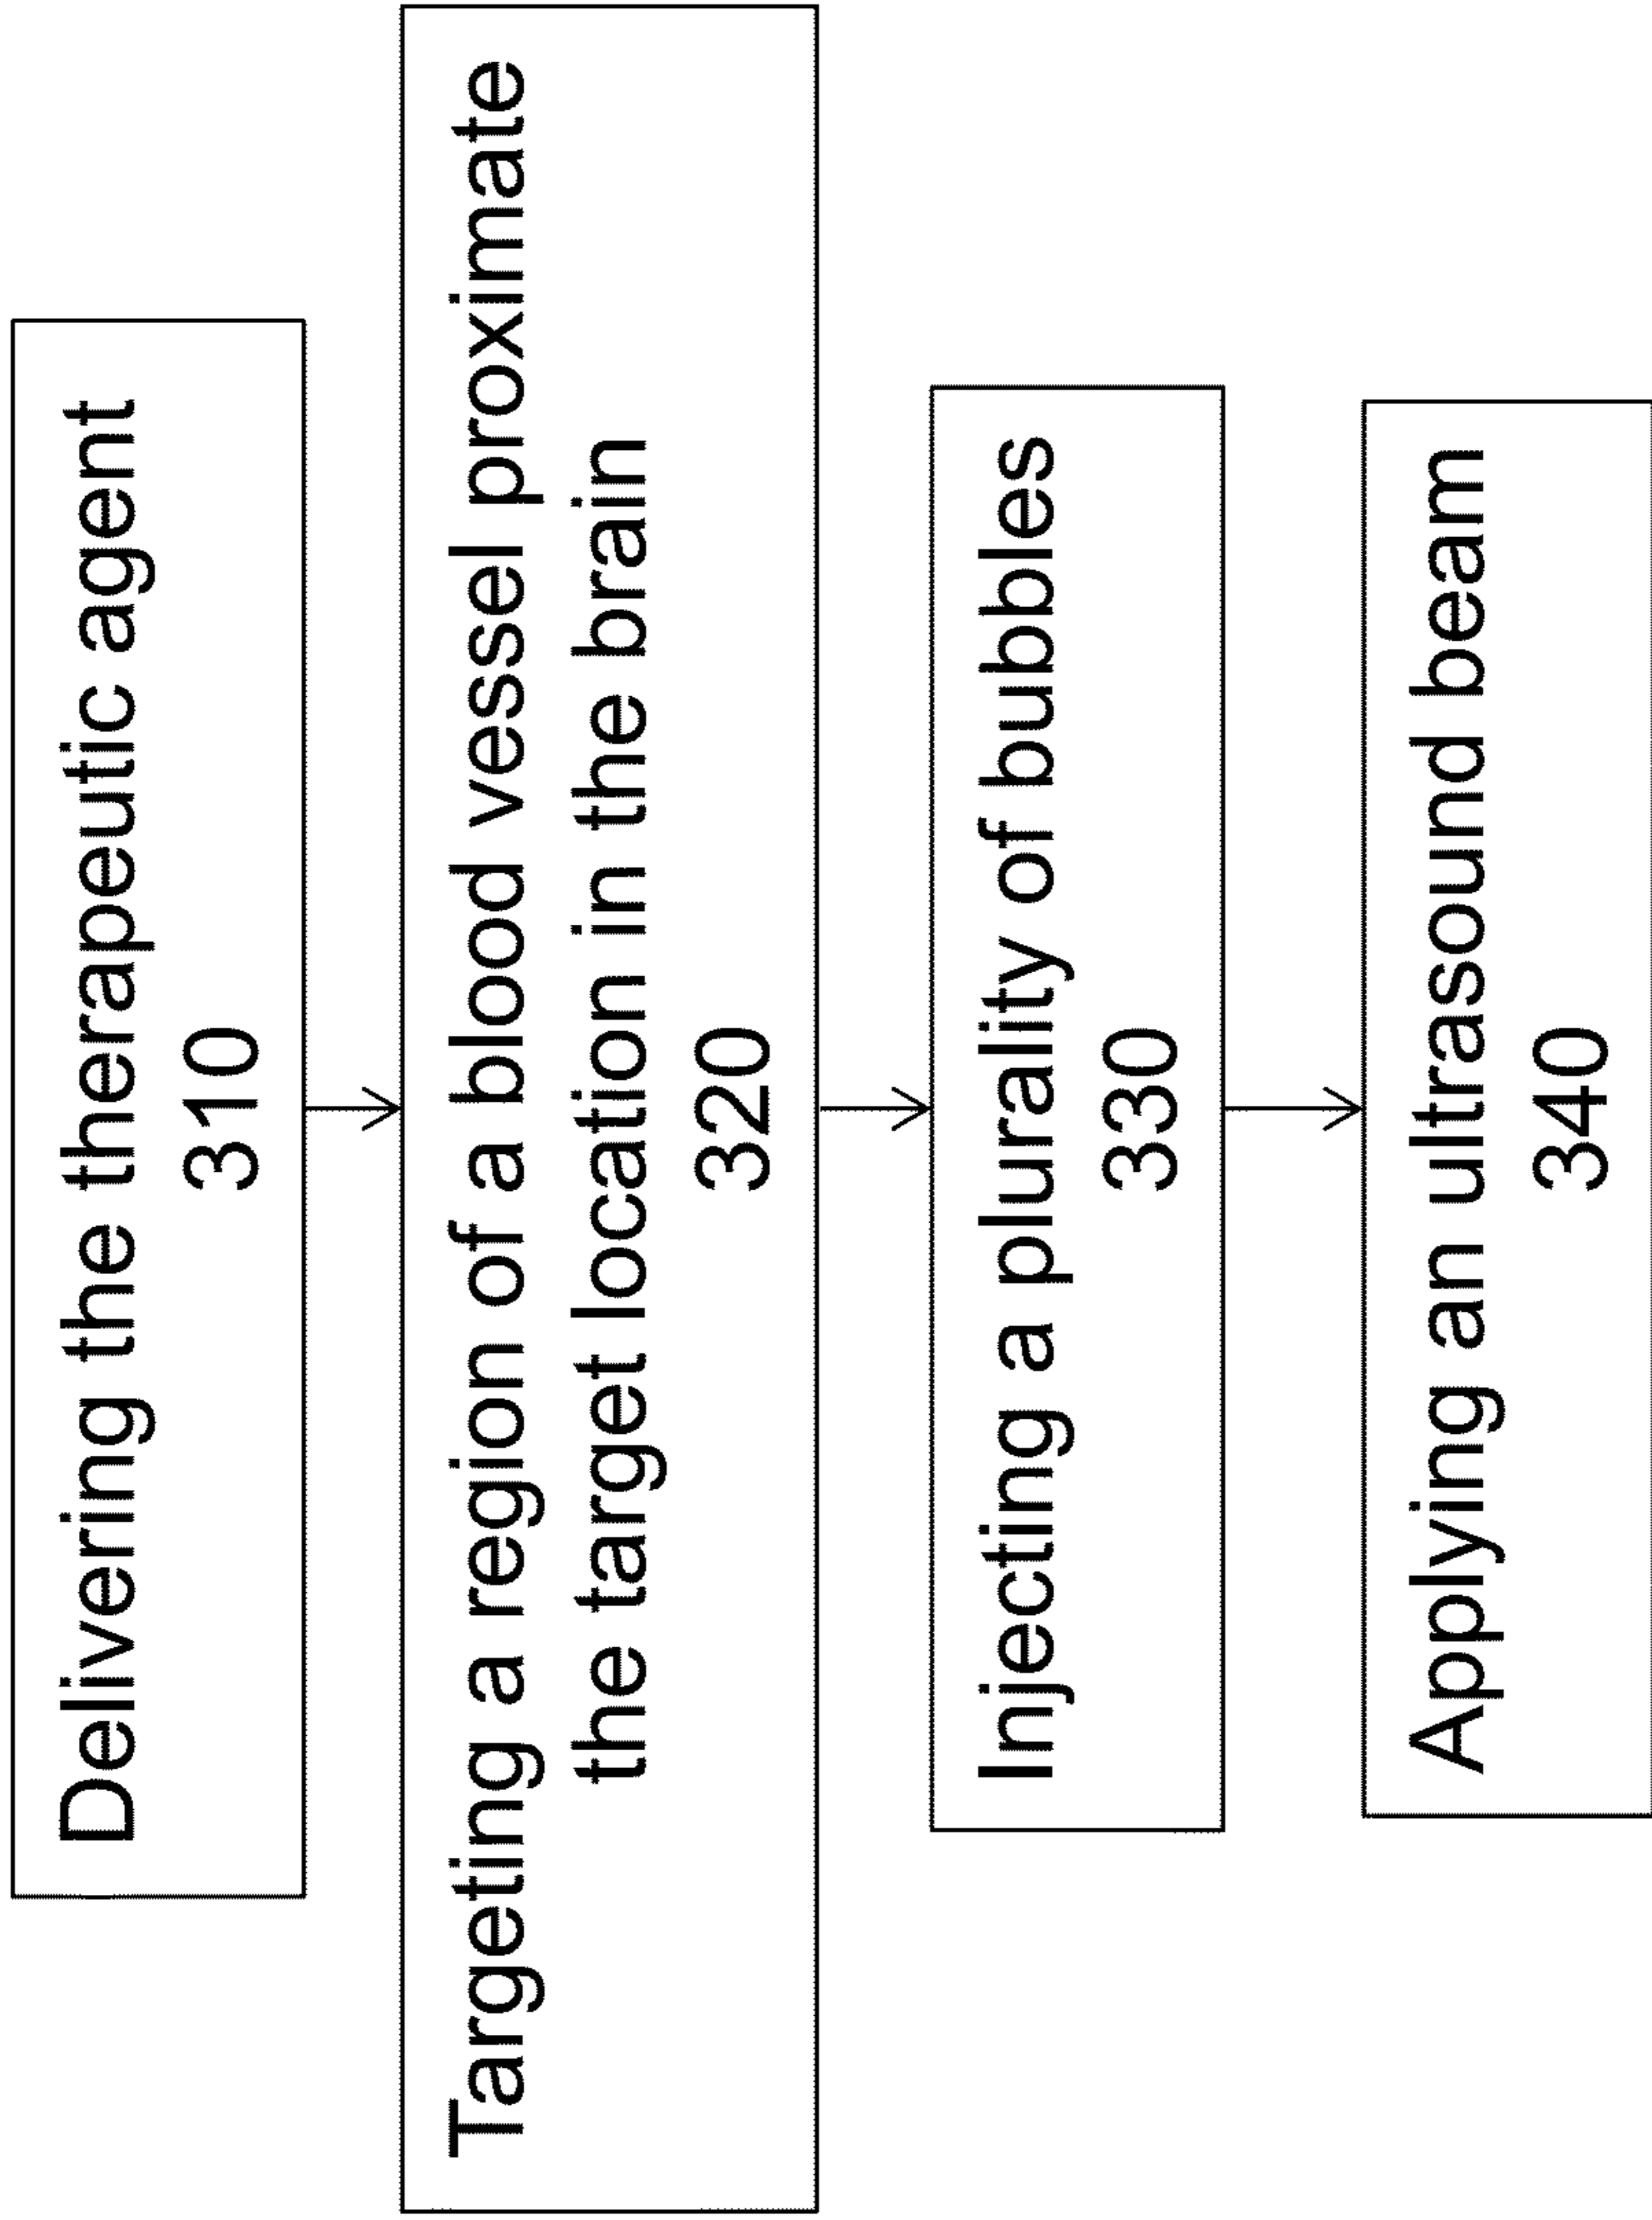 Delivering the therapeutic agent
310
Targeting a region of a blood vessel proximate
the target location in the brain
320
Injecting a plurality of bubbles
330
Applying an ultrasound beam
340